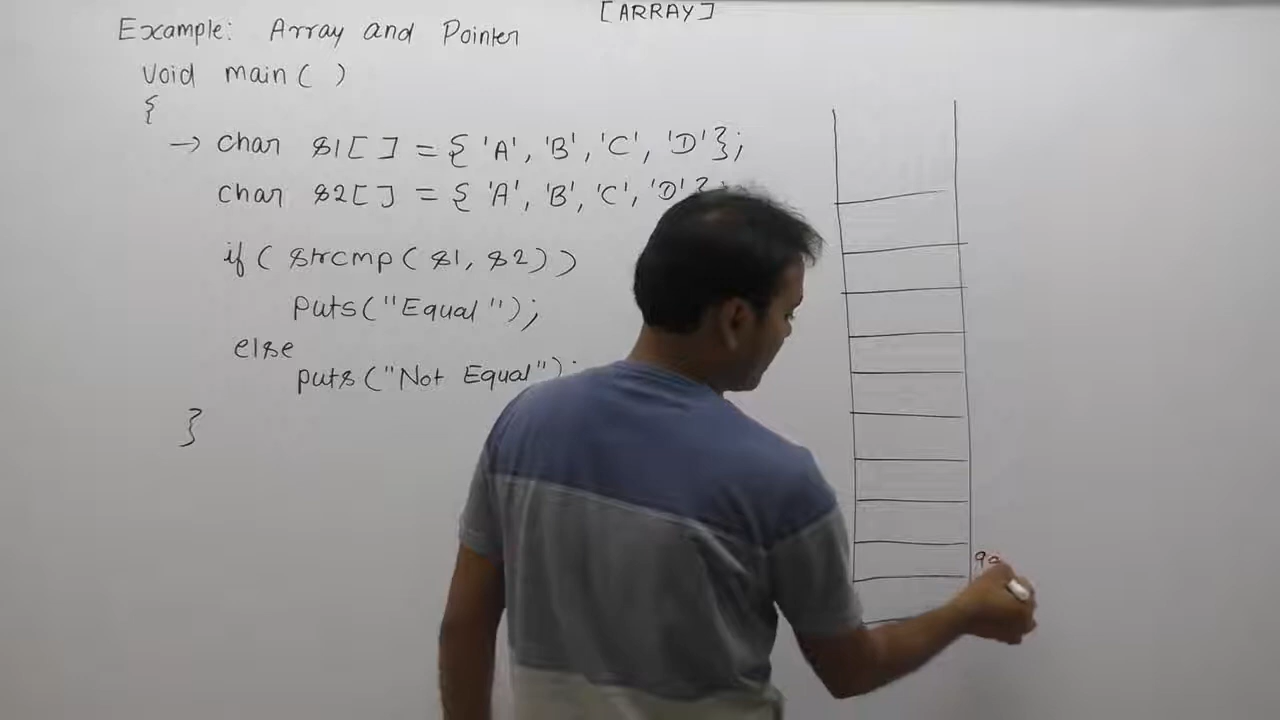 [ARRAY]
Example: Array and Pointer
void main( )
{
→ char s1[ ] = { 'A', 'B', 'C', 'D' };
char s2[ ] = { 'A', 'B', 'C', 'D' }
if ( strcmp ( s1, s2 ) )
puts ("Equal");
else
puts ("Not Equal");
}